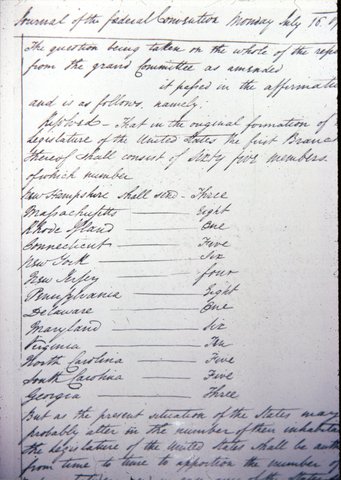 Journal of the federal Convention Monday July 16. 87
The question being taken on the whole of the repo
from the grand Committee as amended
it passed in the affirmative
and is as follows, namely.
Resolved - That in the original formation of
legislature of the United States the first Branch
thereof shall consist of Sixty five members.
of which number
New Hampshire shall send - Three
Massachusetts ——— Eight
Rhode Island ——— One
Connecticut ——— Five
New York ——— Six
New Jersey ——— four
Pennsylvania ——— Eight
Delaware ——— One
Maryland ——— Six
Virginia ——— Ten
North Carolina ——— Five
South Carolina ——— Five
Georgia ——— Three
But as the present situation of the States may
probably alter in the number of their inhabitan
the legislature of the United States shall be auth
from time to time to apportion the number of